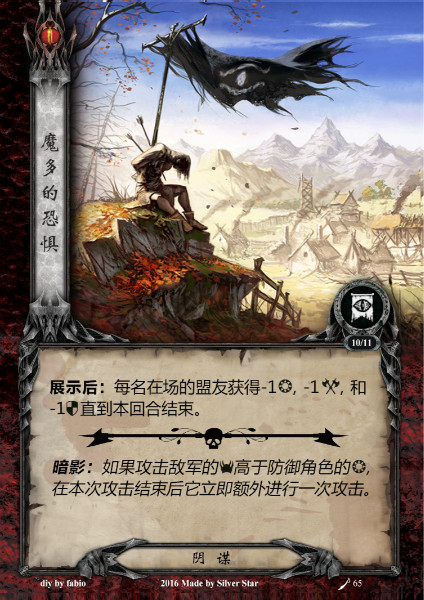 魔多的恐惧
10/11
展示后：每名在场的盟友获得-1, -1, 和
-1直到本回合结束。
暗影：如果攻击敌军的高于防御角色的,
在本次攻击结束后它立即额外进行一次攻击。
阴谋
diy by fabio 2016 Made by Silver Star 65